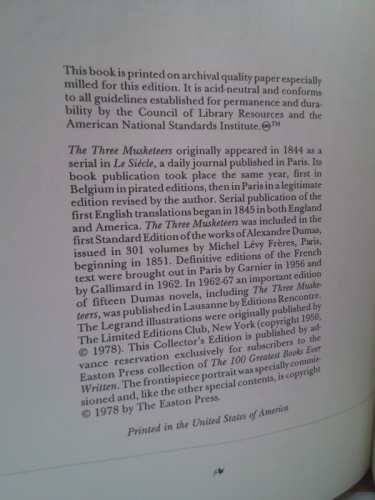 This book is printed on archival quality paper especially
milled for this edition. It is acid-neutral and conforms
to all guidelines established for permanence and dura-
bility by the Council of Library Resources and the
American National Standards Institute.♾™
The Three Musketeers originally appeared in 1844 as a
serial in Le Siécle, a daily journal published in Paris. Its
book publication took place the same year, first in
Belgium in pirated editions, then in Paris in a legitimate
edition revised by the author. Serial publication of the
first English translations began in 1845 in both England
and America. The Three Musketeers was included in the
first Standard Edition of the works of Alexandre Dumas,
issued in 301 volumes by Michel Lévy Frères, Paris,
beginning in 1851. Definitive editions of the French
text were brought out in Paris by Garnier in 1956 and
by Gallimard in 1962. In 1962-67 an important edition
of fifteen Dumas novels, including The Three Muske-
teers, was published in Lausanne by Editions Rencontre.
The Legrand illustrations were originally published by
The Limited Editions Club, New York (copyright 1950,
© 1978). This Collector's Edition is published by ad-
vance reservation exclusively for subscribers to the
Easton Press collection of The 100 Greatest Books Ever
Written. The frontispiece portrait was specially commis-
sioned and, like the other special contents, is copyright
© 1978 by The Easton Press.
Printed in the United States of America